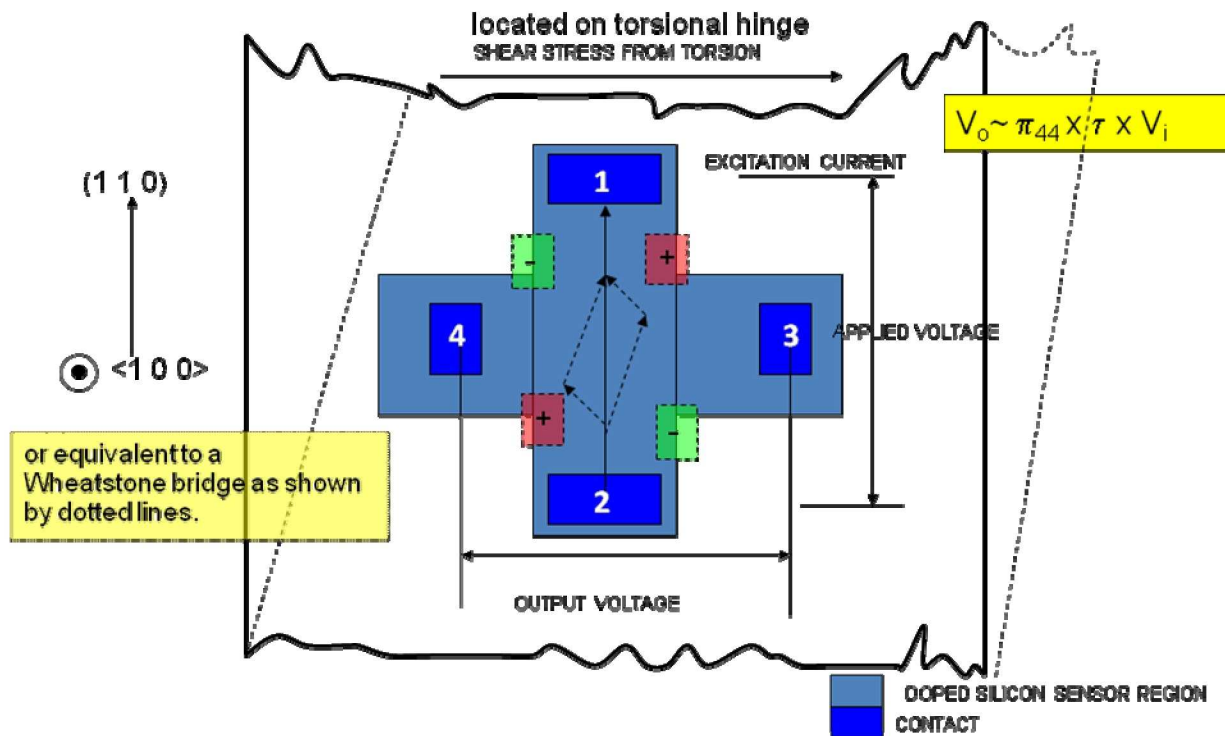 located on torsional hinge
SHEAR STRESS FROM TORSION
V₀~ π₄₄ x τ x Vᵢ
EXCITATION CURRENT
(1 1 0)
1
-
+
4
3
APPLIED VOLTAGE
<1 0 0>
+
-
or equivalent to a
Wheatstone bridge as shown
by dotted lines.
2
OUTPUT VOLTAGE
DOPED SILICON SENSOR REGION
CONTACT